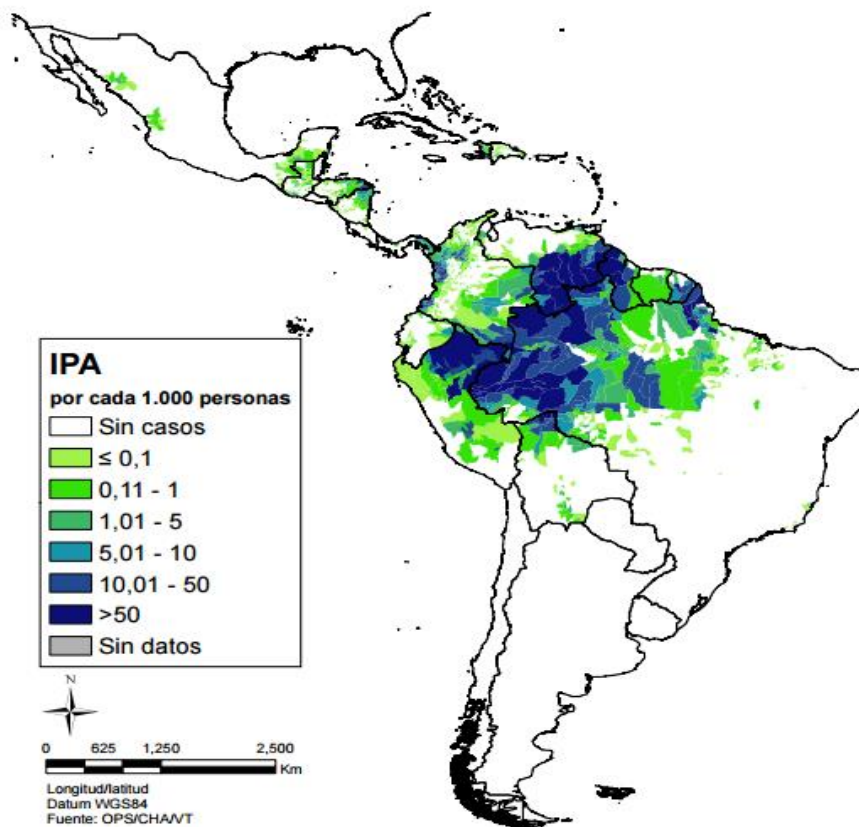 IPA
por cada 1.000 personas
Sin casos
≤ 0,1
0,11 - 1
1,01 - 5
5,01 - 10
10,01 - 50
>50
Sin datos
N
0 625 1,250 2,500
Km
Longitud/latitud
Datum WGS84
Fuente: OPS/CHA/VT